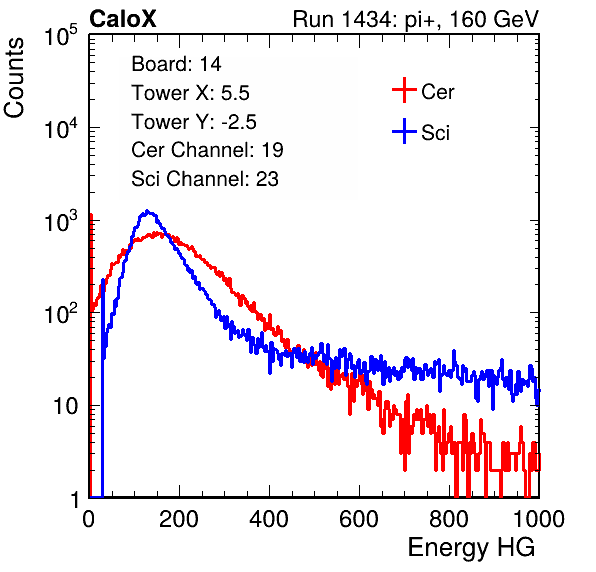 CaloX Run 1434: pi+, 160 GeV
Counts
Board: 14
Tower X: 5.5
Tower Y: -2.5
Cer Channel: 19
Sci Channel: 23
Cer
Sci
10^5
10^4
10^3
10^2
10
1
0 200 400 600 800 1000
Energy HG